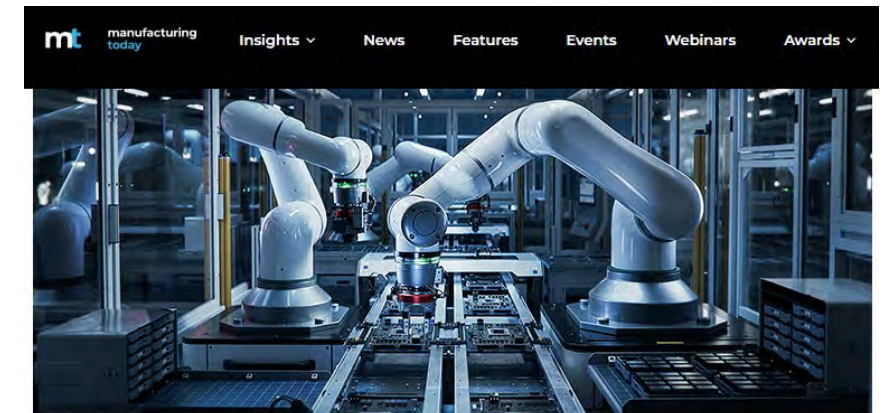 mt manufacturing today
Insights News Features Events Webinars Awards